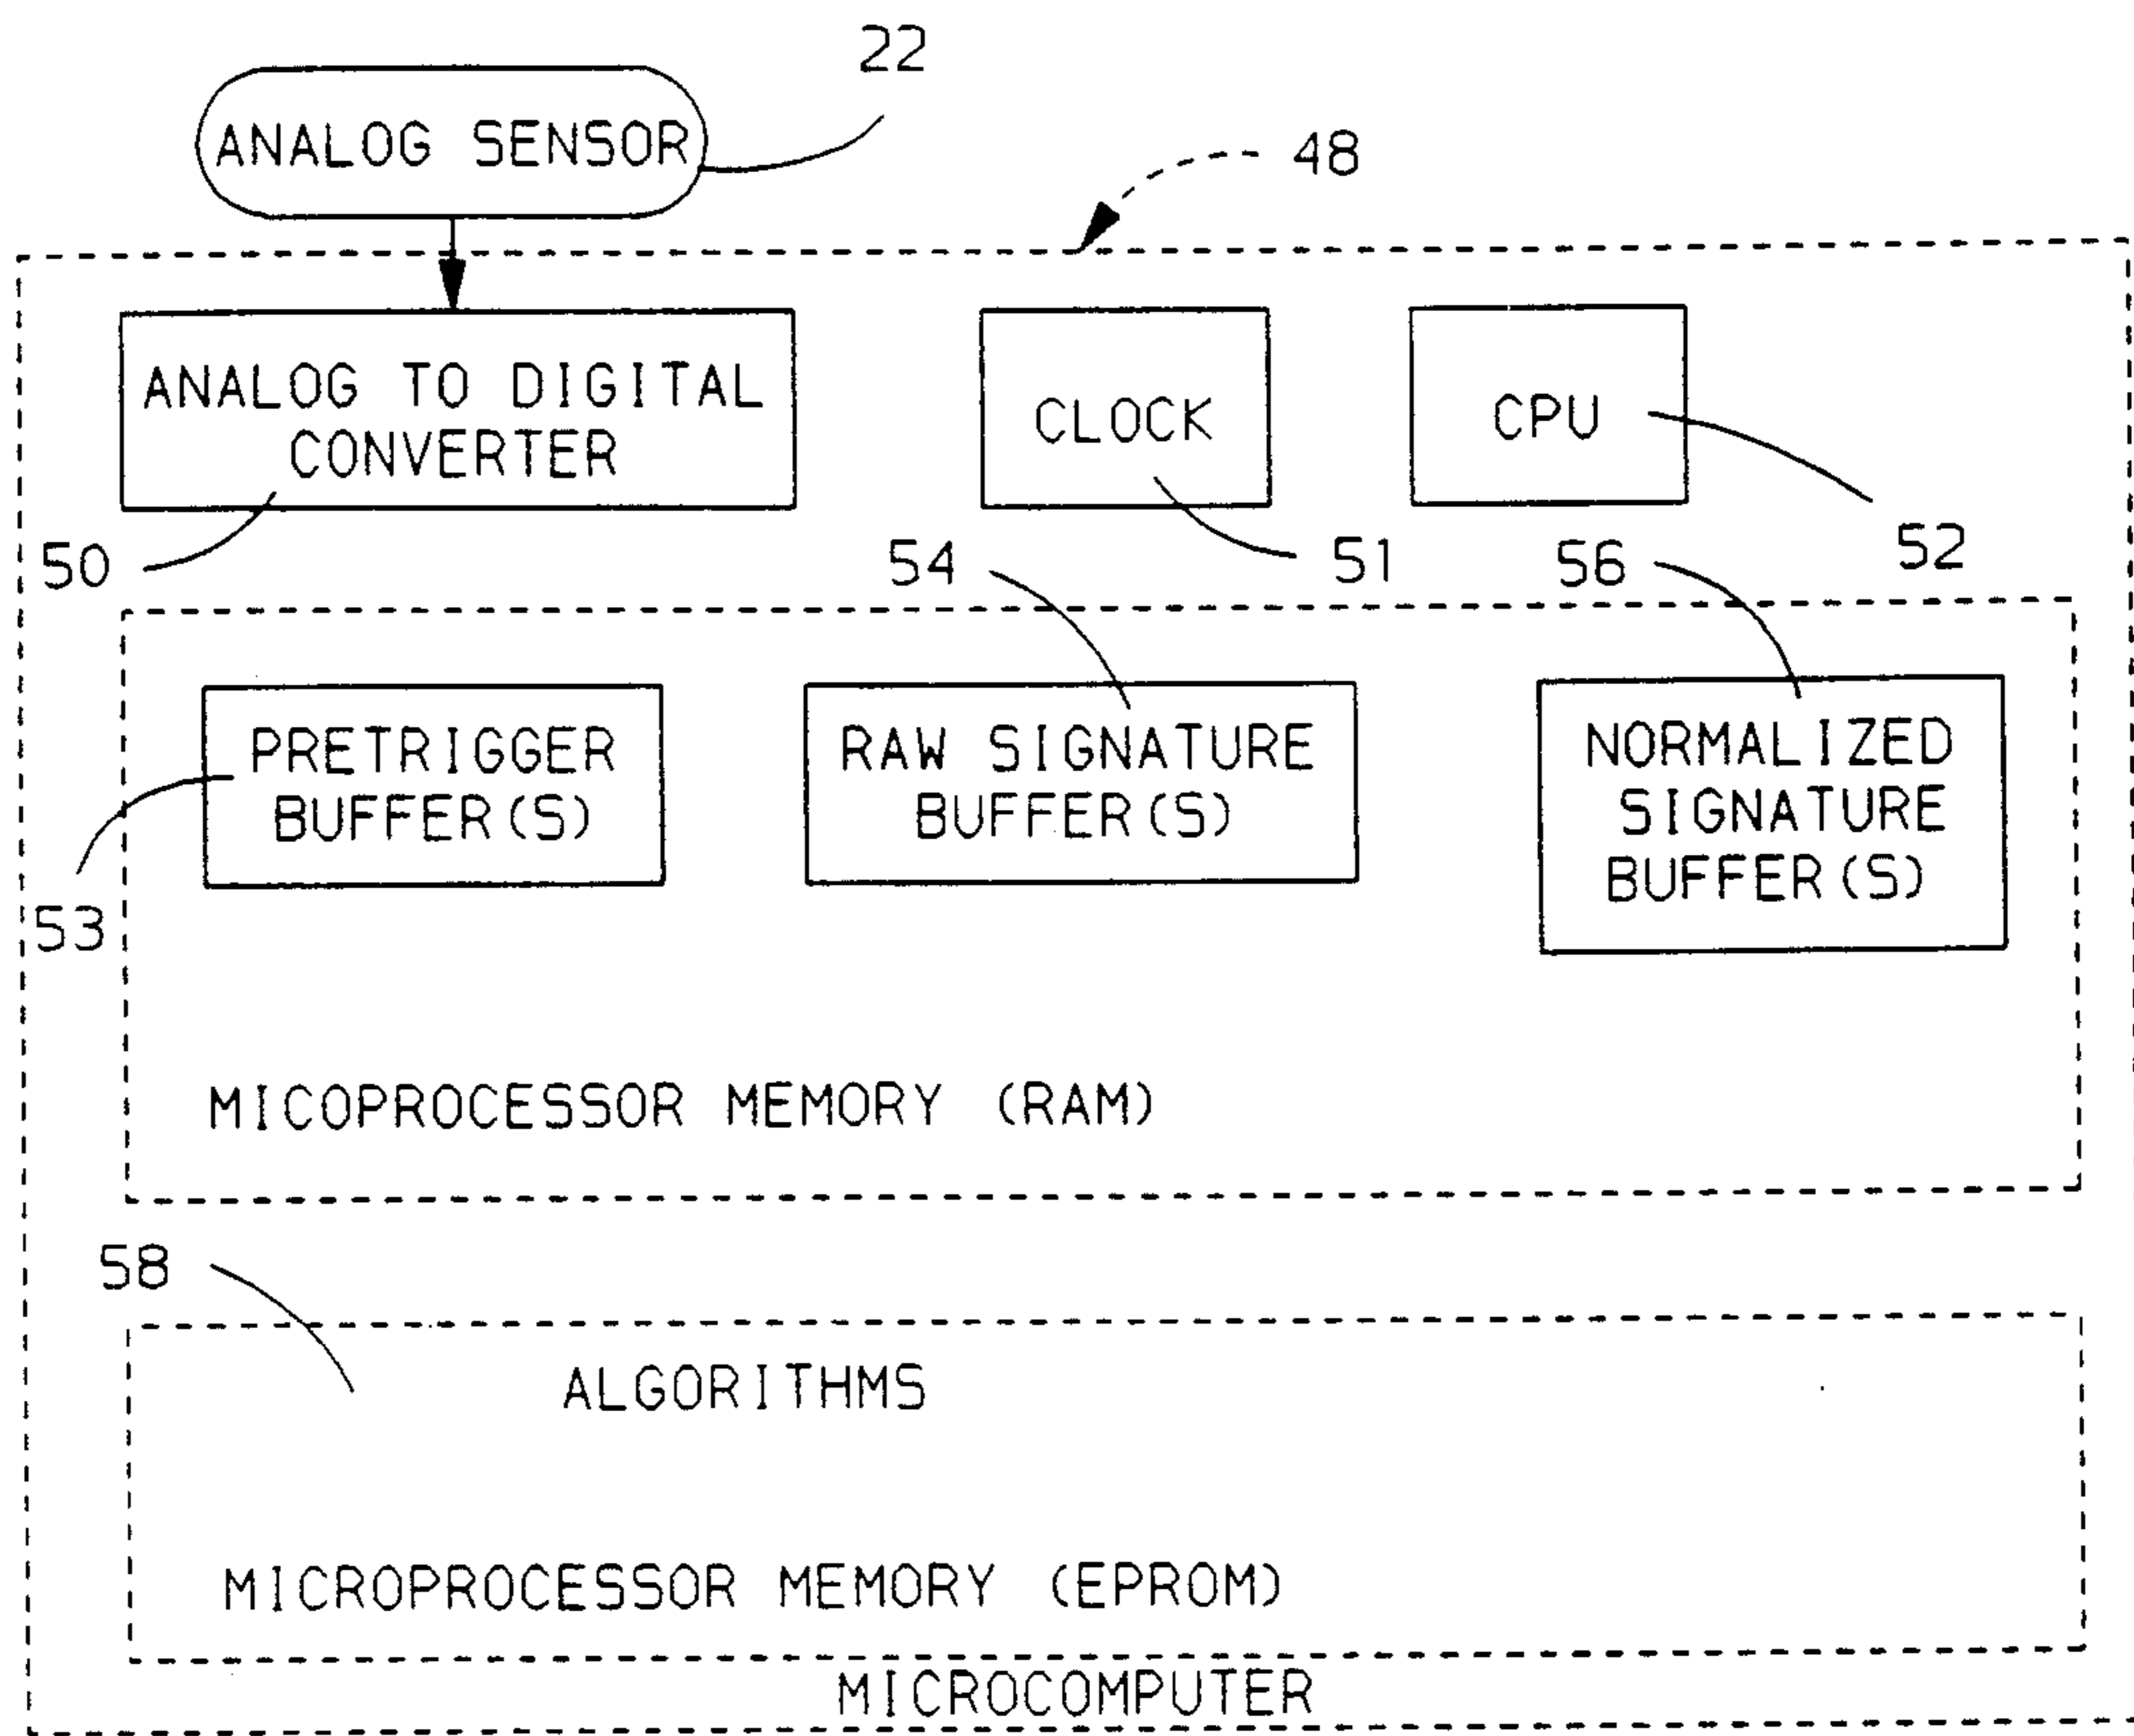 22
ANALOG SENSOR
48
ANALOG TO DIGITAL
CONVERTER
CLOCK
CPU
50
54
51
56
52
PRETRIGGER
BUFFER(S)
RAW SIGNATURE
BUFFER(S)
NORMALIZED
SIGNATURE
BUFFER(S)
53
MICOPROCESSOR MEMORY (RAM)
58
ALGORITHMS
MICROPROCESSOR MEMORY (EPROM)
MICROCOMPUTER